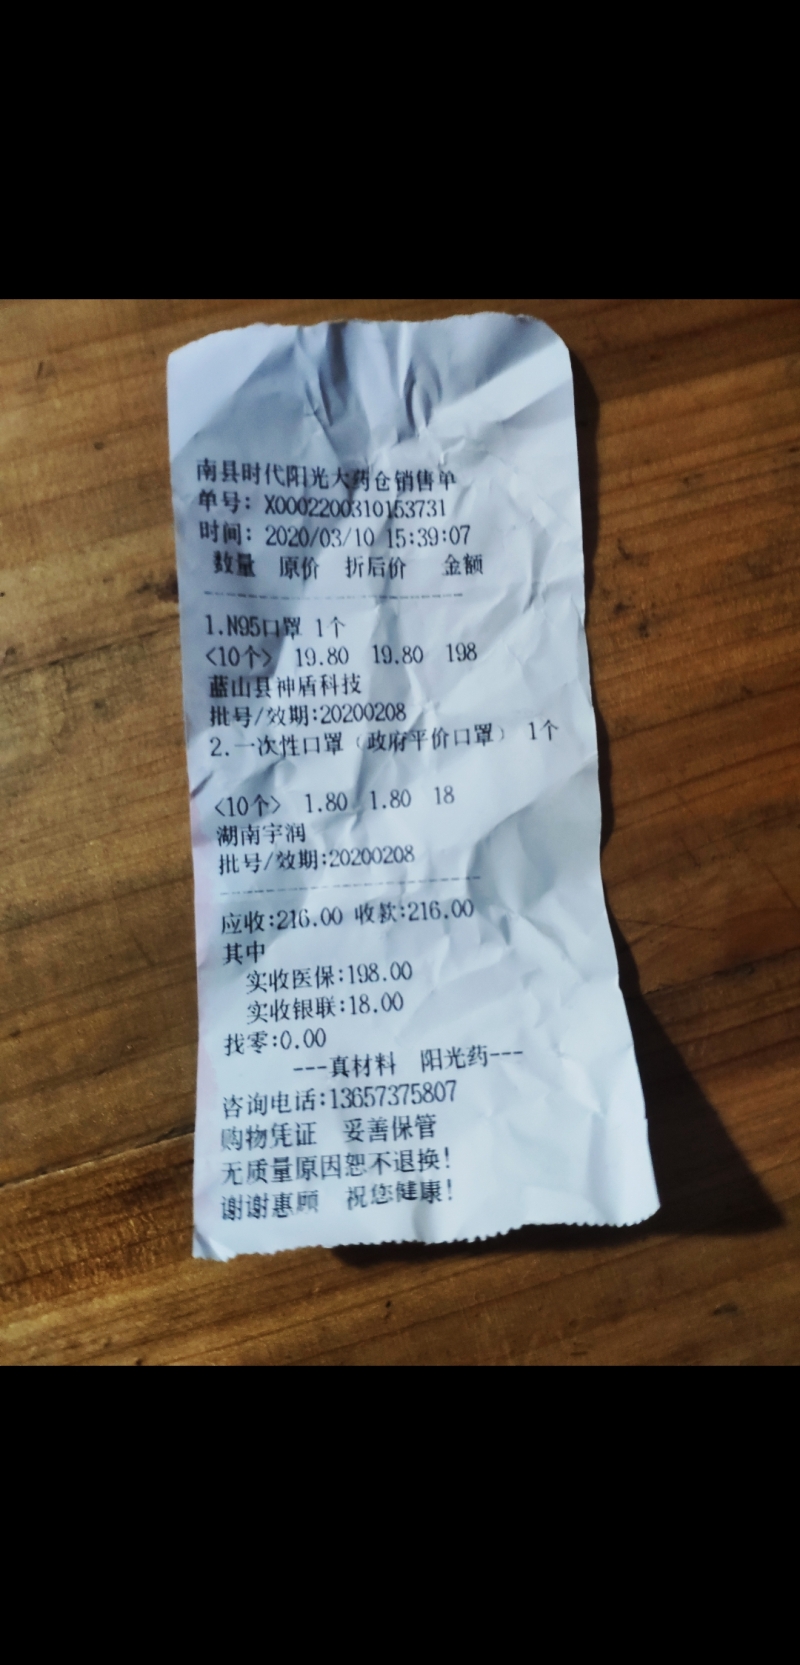 南县时代阳光大药仓销售单
单号: X0002200310153731
时间: 2020/03/10 15:39:07
数量 原价 折后价 金额
1.N95口罩 1个
<10个> 19.80 19.80 198
蓝山县神盾科技
批号/效期:20200208
2.一次性口罩（政府平价口罩） 1个
<10个> 1.80 1.80 18
湖南宇润
批号/效期:20200208
应收:216.00 收款:216.00
其中
实收医保:198.00
实收银联:18.00
找零:0.00
---真材料 阳光药---
咨询电话:13657375807
购物凭证 妥善保管
无质量原因恕不退换!
谢谢惠顾 祝您健康!